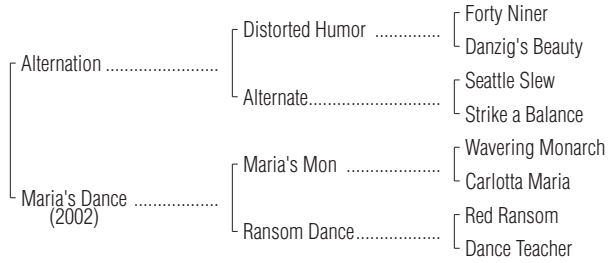 Forty Niner
Distorted Humor ..............
Danzig's Beauty
Alternation ........................
Seattle Slew
Alternate............................
Strike a Balance
Wavering Monarch
Maria's Mon ....................
Carlotta Maria
Maria's Dance ..................
(2002)
Red Ransom
Ransom Dance..................
Dance Teacher